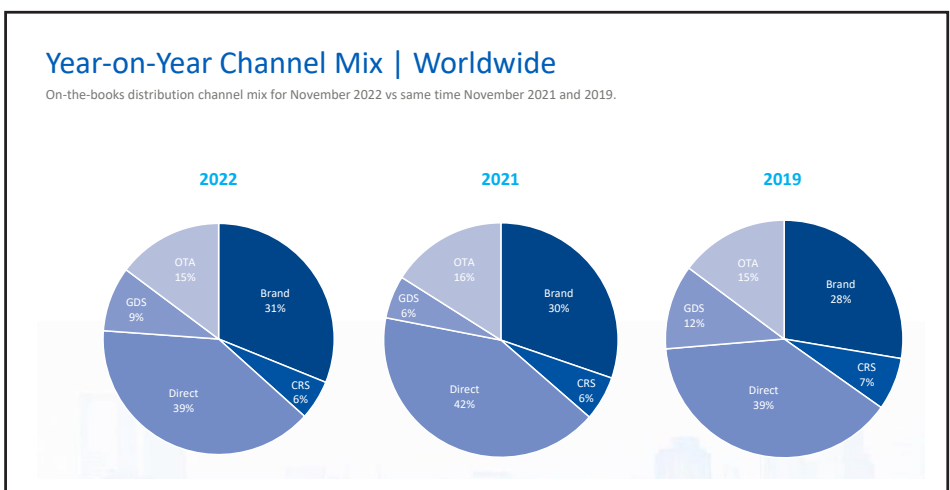 Year-on-Year Channel Mix | Worldwide
On-the-books distribution channel mix for November 2022 vs same time November 2021 and 2019.
2022
OTA
15%
Brand
31%
GDS
9%
CRS
6%
Direct
39%
2021
OTA
16%
Brand
30%
GDS
6%
CRS
6%
Direct
42%
2019
OTA
15%
Brand
28%
GDS
12%
CRS
7%
Direct
39%